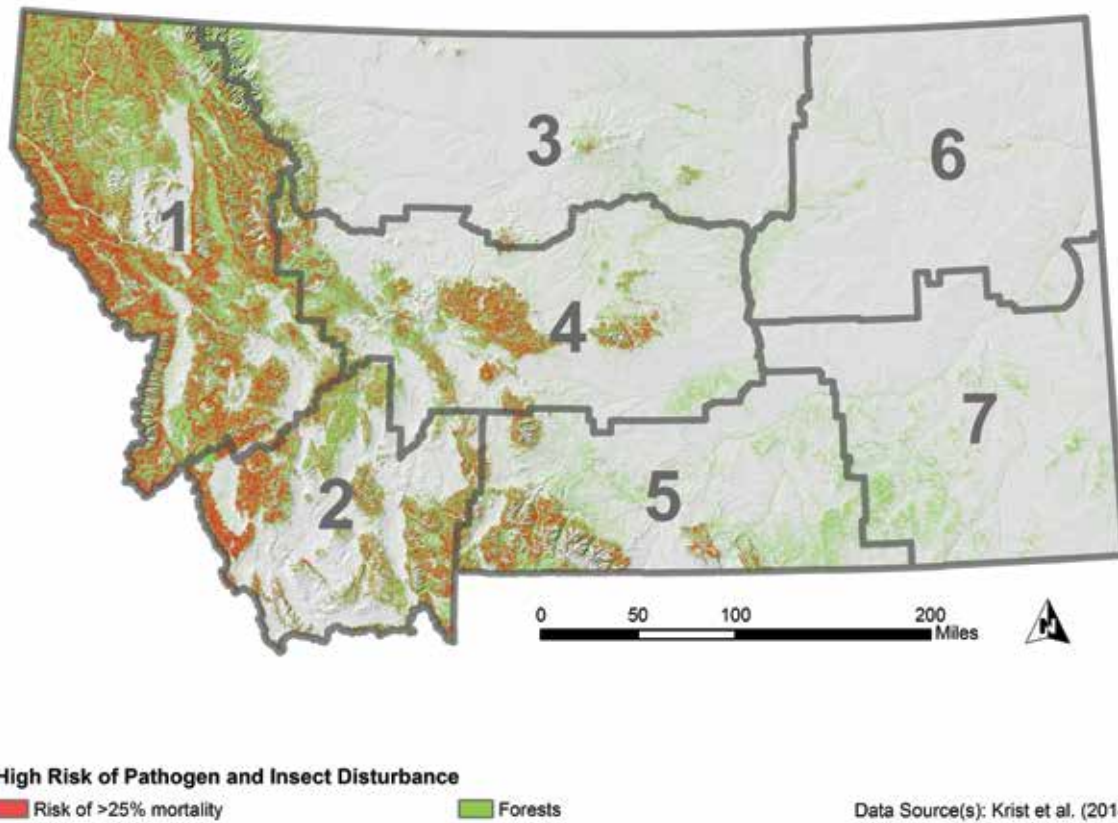 3
6
1
4
7
2
5
0 50 100 200
Miles
N
High Risk of Pathogen and Insect Disturbance
Risk of >25% mortality Forests Data Source(s): Krist et al. (201